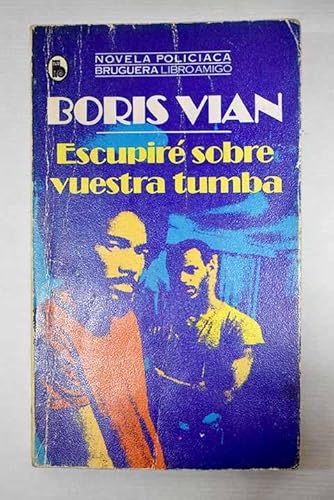 NOVELA POLICIACA
BRUGUERA LIBRO AMIGO
BORIS VIAN
Escupiré sobre
vuestra tumba